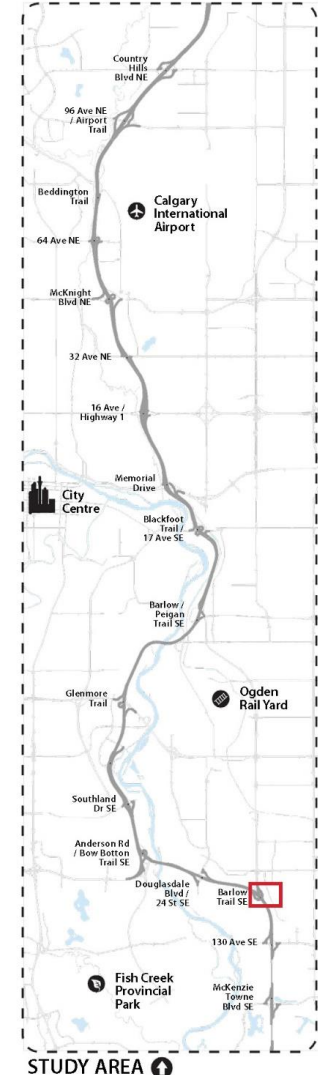 Country
Hills
Blvd NE
96 Ave NE
/ Airport
Trail
Beddington
Trail
Calgary
International
Airport
64 Ave NE
McKnight
Blvd NE
32 Ave NE
16 Ave /
Highway 1
Memorial
Drive
City
Centre
Blackfoot
Trail /
17 Ave SE
Barlow /
Peigan
Trail SE
Glenmore
Trail
Ogden
Rail Yard
Southland
Dr SE
Anderson Rd
/ Bow Botton
Trail SE
Douglasdale
Blvd /
24 St SE
Barlow
Trail SE
130 Ave SE
Fish Creek
Provincial
Park
McKenzie
Towne
Blvd SE
STUDY AREA